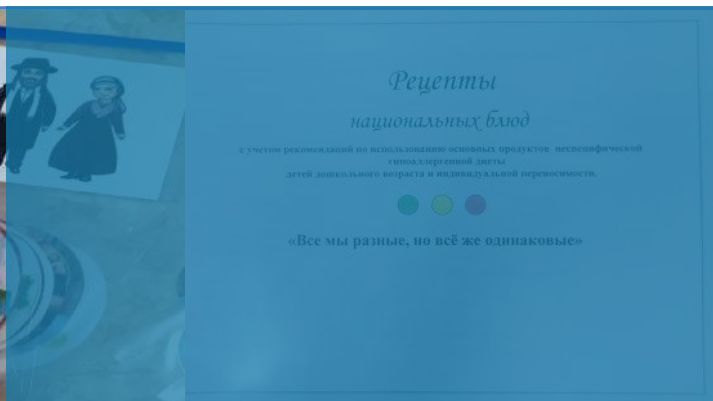 Рецепты
национальных блюд
с учетом рекомендаций по использованию основных продуктов неспецифической
гипоаллергенной диеты
детей дошкольного возраста и индивидуальной переносимости.
«Все мы разные, но всё же одинаковые»